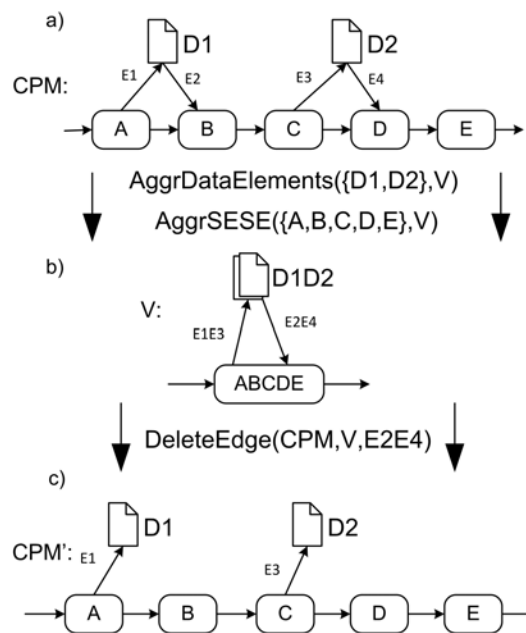 a)
D1 D2
E1 E2 E3 E4
CPM:
A B C D E
AggrDataElements({D1,D2},V)
AggrSESE({A,B,C,D,E},V)
b)
D1D2
V:
E1E3 E2E4
ABCDE
DeleteEdge(CPM,V,E2E4)
c)
D1 D2
CPM': E1 E3
A B C D E